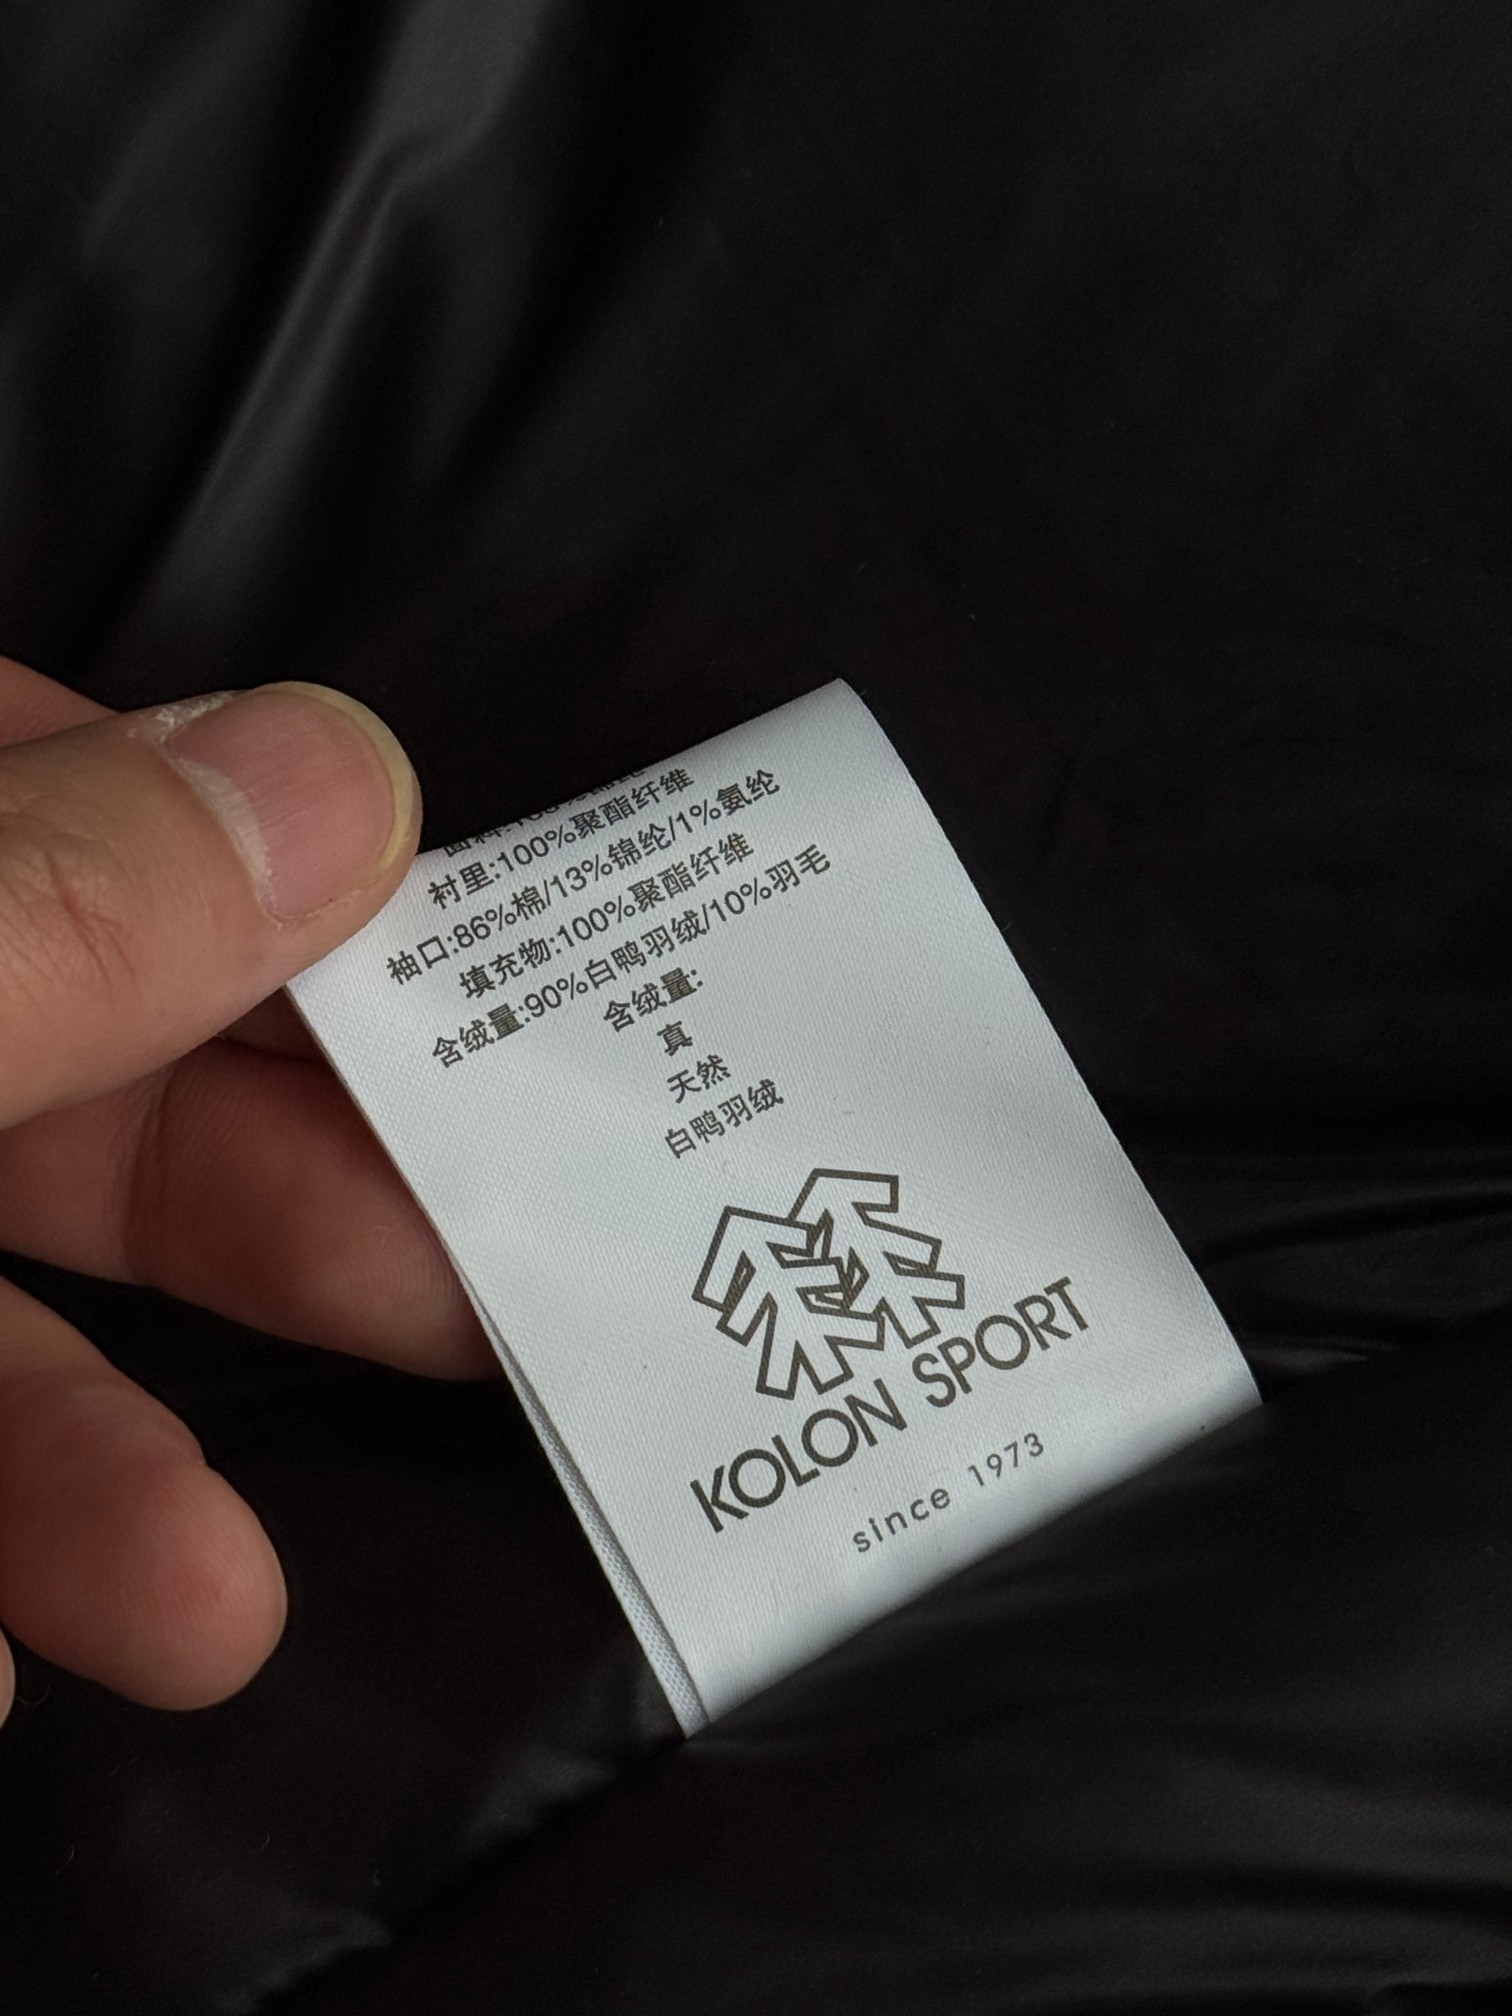 衬里:100%聚酯纤维
袖口:86%棉/13%锦纶/1%氨纶
填充物:100%聚酯纤维
含绒量:90%白鸭羽绒/10%羽毛
含绒量:
真
天然
白鸭羽绒
KOLON SPORT
since 1973